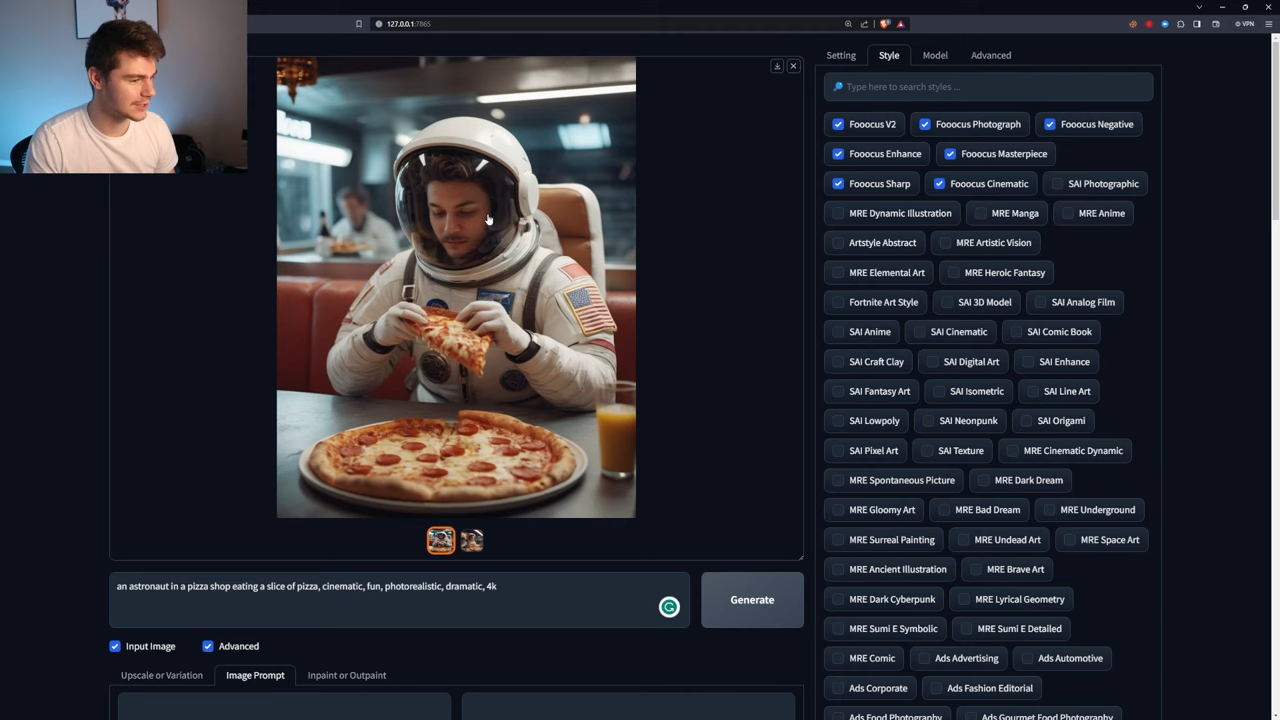 127.0.0.1:7865
VPN
Setting
Style
Model
Advanced
Type here to search styles ...
Fooocus V2
Fooocus Photograph
Fooocus Negative
Fooocus Enhance
Fooocus Masterpiece
Fooocus Sharp
Fooocus Cinematic
SAI Photographic
MRE Dynamic Illustration
MRE Manga
MRE Anime
Artstyle Abstract
MRE Artistic Vision
MRE Elemental Art
MRE Heroic Fantasy
Fortnite Art Style
SAI 3D Model
SAI Analog Film
SAI Anime
SAI Cinematic
SAI Comic Book
SAI Craft Clay
SAI Digital Art
SAI Enhance
SAI Fantasy Art
SAI Isometric
SAI Line Art
SAI Lowpoly
SAI Neonpunk
SAI Origami
SAI Pixel Art
SAI Texture
MRE Cinematic Dynamic
MRE Spontaneous Picture
MRE Dark Dream
MRE Gloomy Art
MRE Bad Dream
MRE Underground
MRE Surreal Painting
MRE Undead Art
MRE Space Art
MRE Ancient Illustration
MRE Brave Art
MRE Dark Cyberpunk
MRE Lyrical Geometry
MRE Sumi E Symbolic
MRE Sumi E Detailed
MRE Comic
Ads Advertising
Ads Automotive
Ads Corporate
Ads Fashion Editorial
Ads Food Photography
Ads Gourmet Food Photography
an astronaut in a pizza shop eating a slice of pizza, cinematic, fun, photorealistic, dramatic, 4k
Generate
Input Image
Advanced
Upscale or Variation
Image Prompt
Inpaint or Outpaint